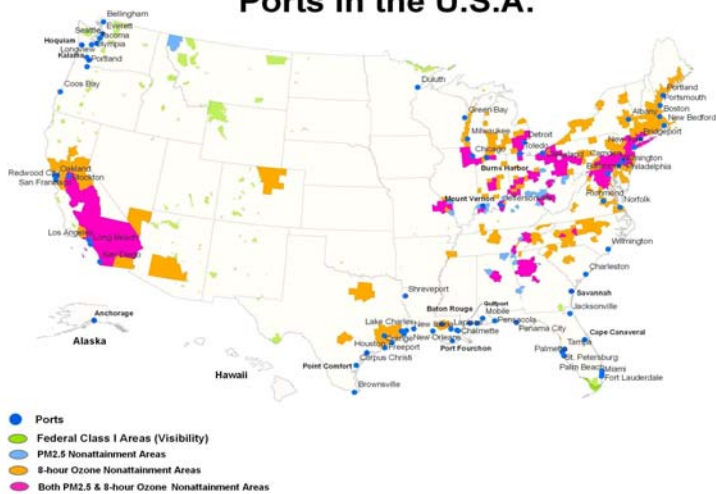 Ports in the U.S.A.
Bellingham
Everett
Seattle
Tacoma
Hoquiam
Olympia
Longview
Kalama
Portland
Coos Bay
Duluth
Green Bay
Milwaukee
Chicago
Detroit
Toledo
Burns Harbor
Portland
Portsmouth
Albany
Boston
New Bedford
Bridgeport
Philadelphia
Redwood City
Oakland
San Francisco
Stockton
Mount Vernon
Richmond
Norfolk
Los Angeles
Long Beach
San Diego
Wilmington
Charleston
Shreveport
Savannah
Jacksonville
Anchorage
Baton Rouge
Gulfport
Mobile
Pensacola
Lake Charles
Panama City
Cape Canaveral
Alaska
Houston
New Orleans
Chalmette
Tampa
Freeport
Port Fourchon
Palmetto
St. Petersburg
Corpus Christi
Point Comfort
Palm Beach
Miami
Fort Lauderdale
Hawaii
Brownsville
Ports
Federal Class I Areas (Visibility)
PM2.5 Nonattainment Areas
8-hour Ozone Nonattainment Areas
Both PM2.5 & 8-hour Ozone Nonattainment Areas